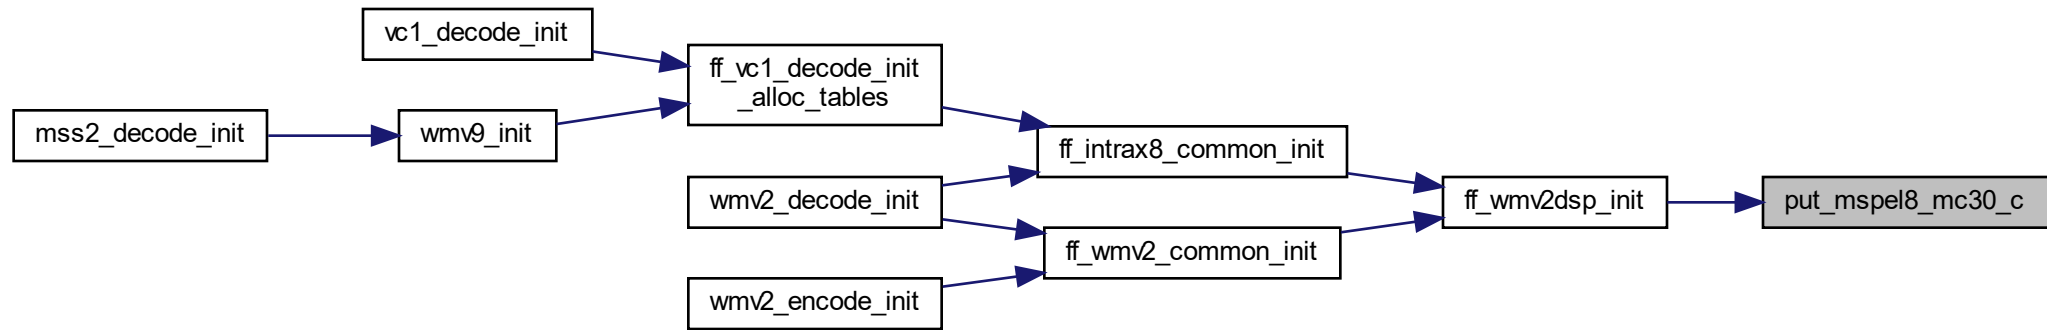 vc1_decode_init
ff_vc1_decode_init
_alloc_tables
mss2_decode_init
wmv9_init
ff_intrax8_common_init
wmv2_decode_init
ff_wmv2dsp_init
put_mspel8_mc30_c
ff_wmv2_common_init
wmv2_encode_init